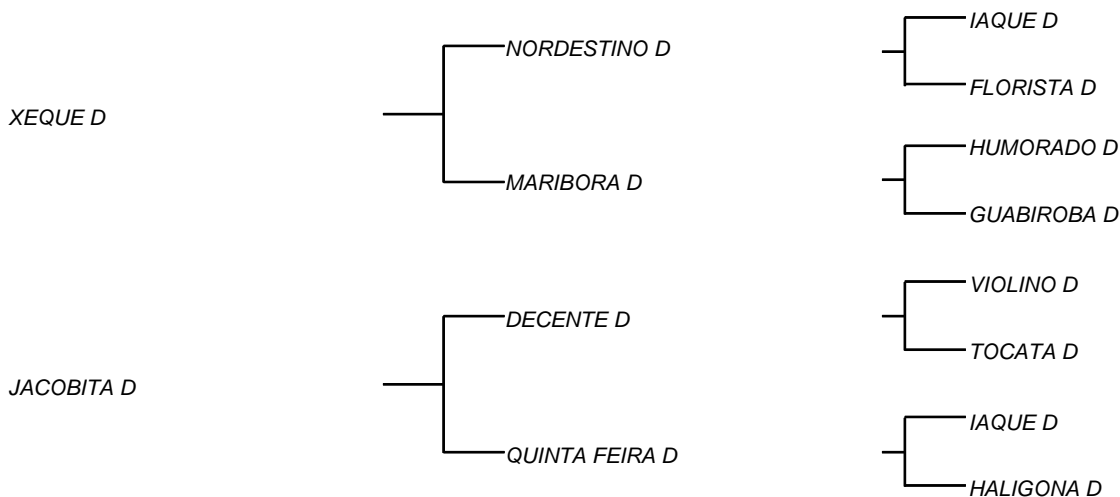 IAQUE D
NORDESTINO D
FLORISTA D
XEQUE D
HUMORADO D
MARIBORA D
GUABIROBA D
VIOLINO D
DECENTE D
TOCATA D
JACOBITA D
IAQUE D
QUINTA FEIRA D
HALIGONA D